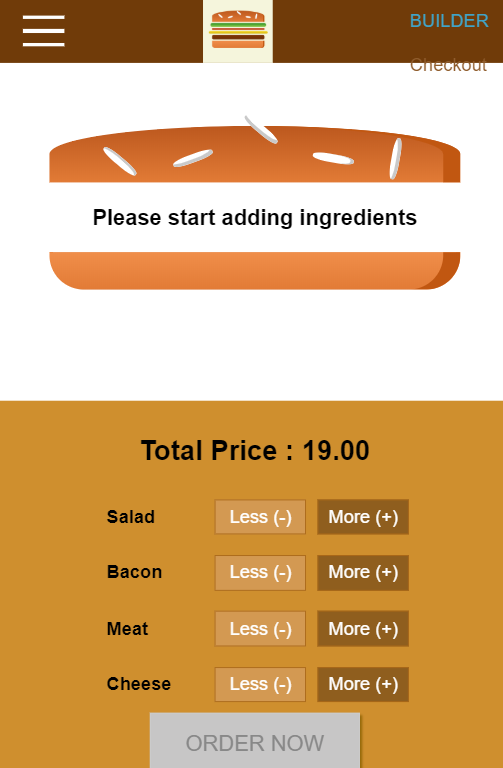 BUILDER
Checkout
Please start adding ingredients
Total Price : 19.00
Salad Less (-) More (+)
Bacon Less (-) More (+)
Meat Less (-) More (+)
Cheese Less (-) More (+)
ORDER NOW